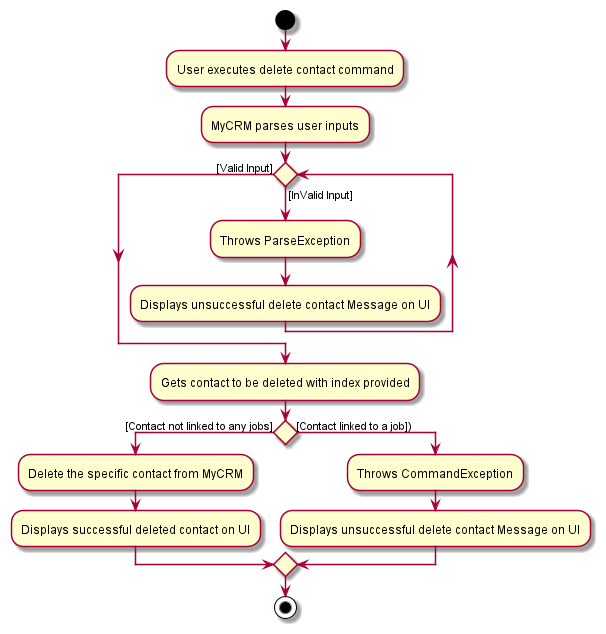 User executes delete contact command
MyCRM parses user inputs
[Valid Input]
[InValid Input]
Throws ParseException
Displays unsuccessful delete contact Message on UI
Gets contact to be deleted with index provided
[Contact not linked to any jobs]
[Contact linked to a job])
Delete the specific contact from MyCRM
Throws CommandException
Displays successful deleted contact on UI
Displays unsuccessful delete contact Message on UI